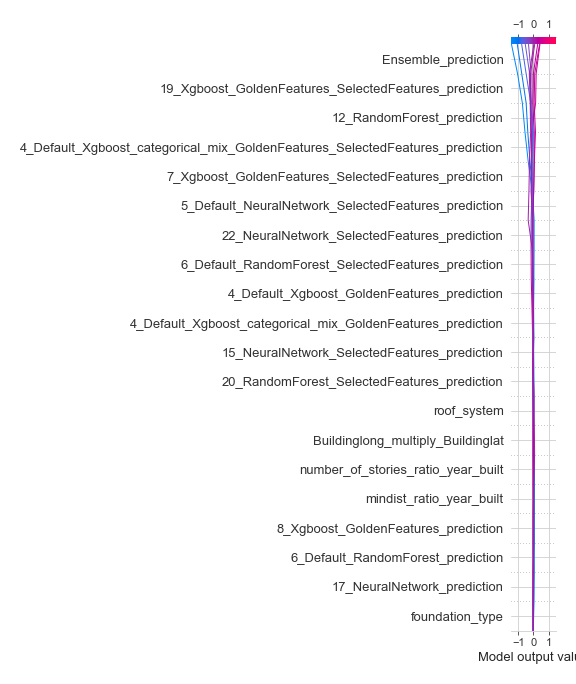 −1 0 1
Ensemble_prediction
19_Xgboost_GoldenFeatures_SelectedFeatures_prediction
12_RandomForest_prediction
4_Default_Xgboost_categorical_mix_GoldenFeatures_SelectedFeatures_prediction
7_Xgboost_GoldenFeatures_SelectedFeatures_prediction
5_Default_NeuralNetwork_SelectedFeatures_prediction
22_NeuralNetwork_SelectedFeatures_prediction
6_Default_RandomForest_SelectedFeatures_prediction
4_Default_Xgboost_GoldenFeatures_prediction
4_Default_Xgboost_categorical_mix_GoldenFeatures_prediction
15_NeuralNetwork_SelectedFeatures_prediction
20_RandomForest_SelectedFeatures_prediction
roof_system
Buildinglong_multiply_Buildinglat
number_of_stories_ratio_year_built
mindist_ratio_year_built
8_Xgboost_GoldenFeatures_prediction
6_Default_RandomForest_prediction
17_NeuralNetwork_prediction
foundation_type
−1 0 1
Model output valu